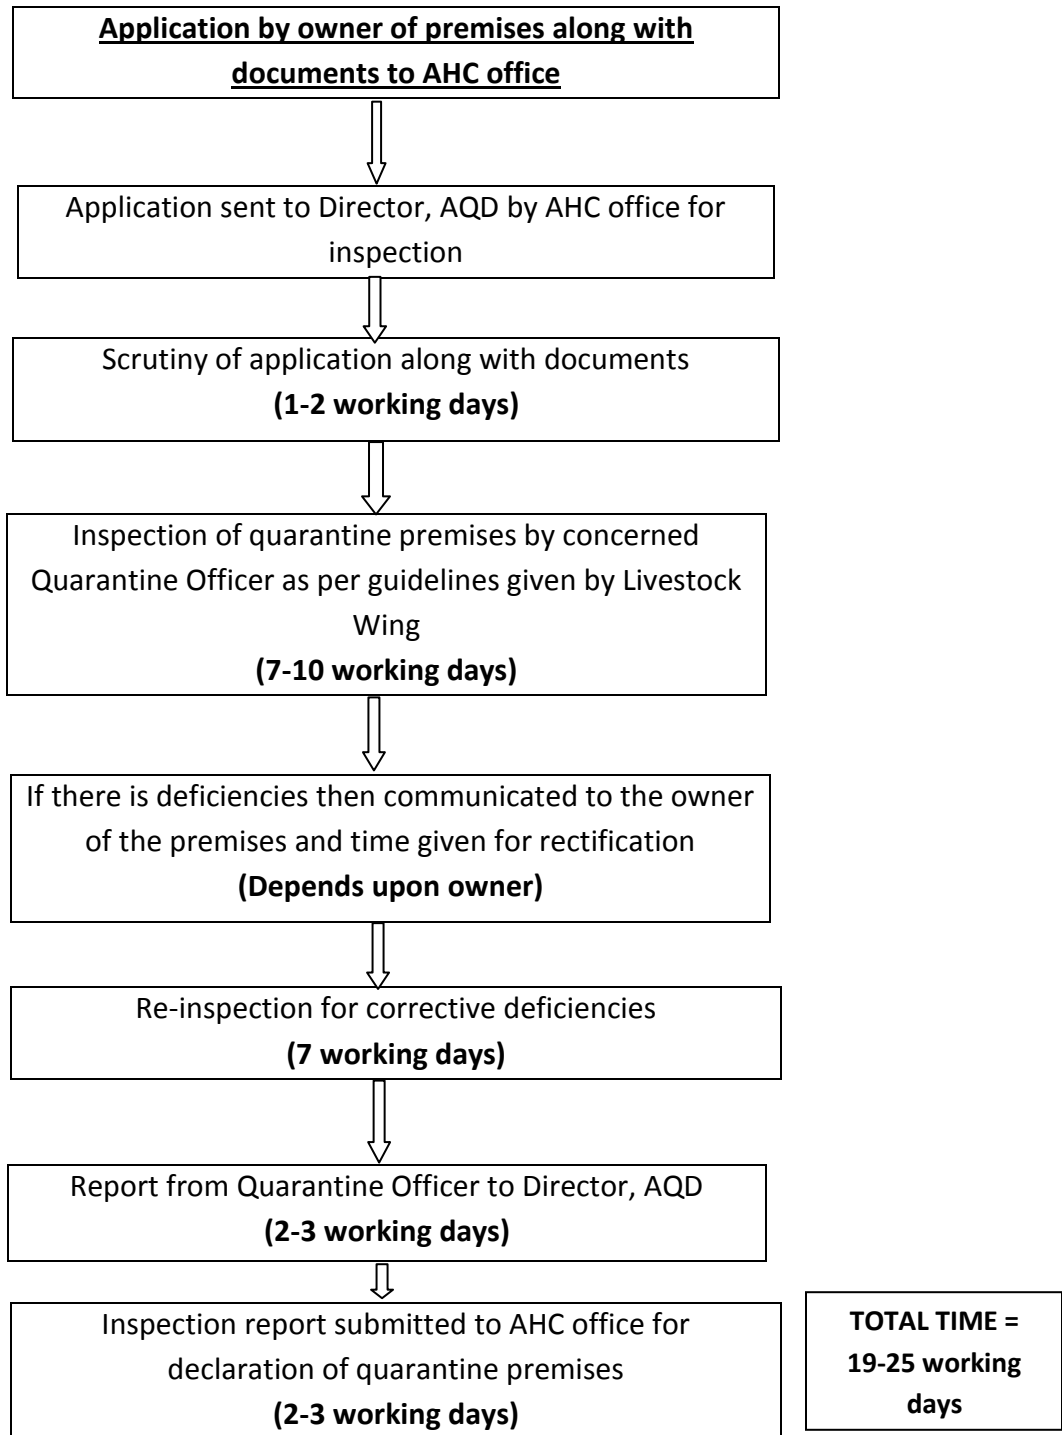 Application by owner of premises along with
documents to AHC office
Application sent to Director, AQD by AHC office for
inspection
Scrutiny of application along with documents
(1-2 working days)
Inspection of quarantine premises by concerned
Quarantine Officer as per guidelines given by Livestock
Wing
(7-10 working days)
If there is deficiencies then communicated to the owner
of the premises and time given for rectification
(Depends upon owner)
Re-inspection for corrective deficiencies
(7 working days)
Report from Quarantine Officer to Director, AQD
(2-3 working days)
Inspection report submitted to AHC office for
declaration of quarantine premises
(2-3 working days)
TOTAL TIME =
19-25 working
days